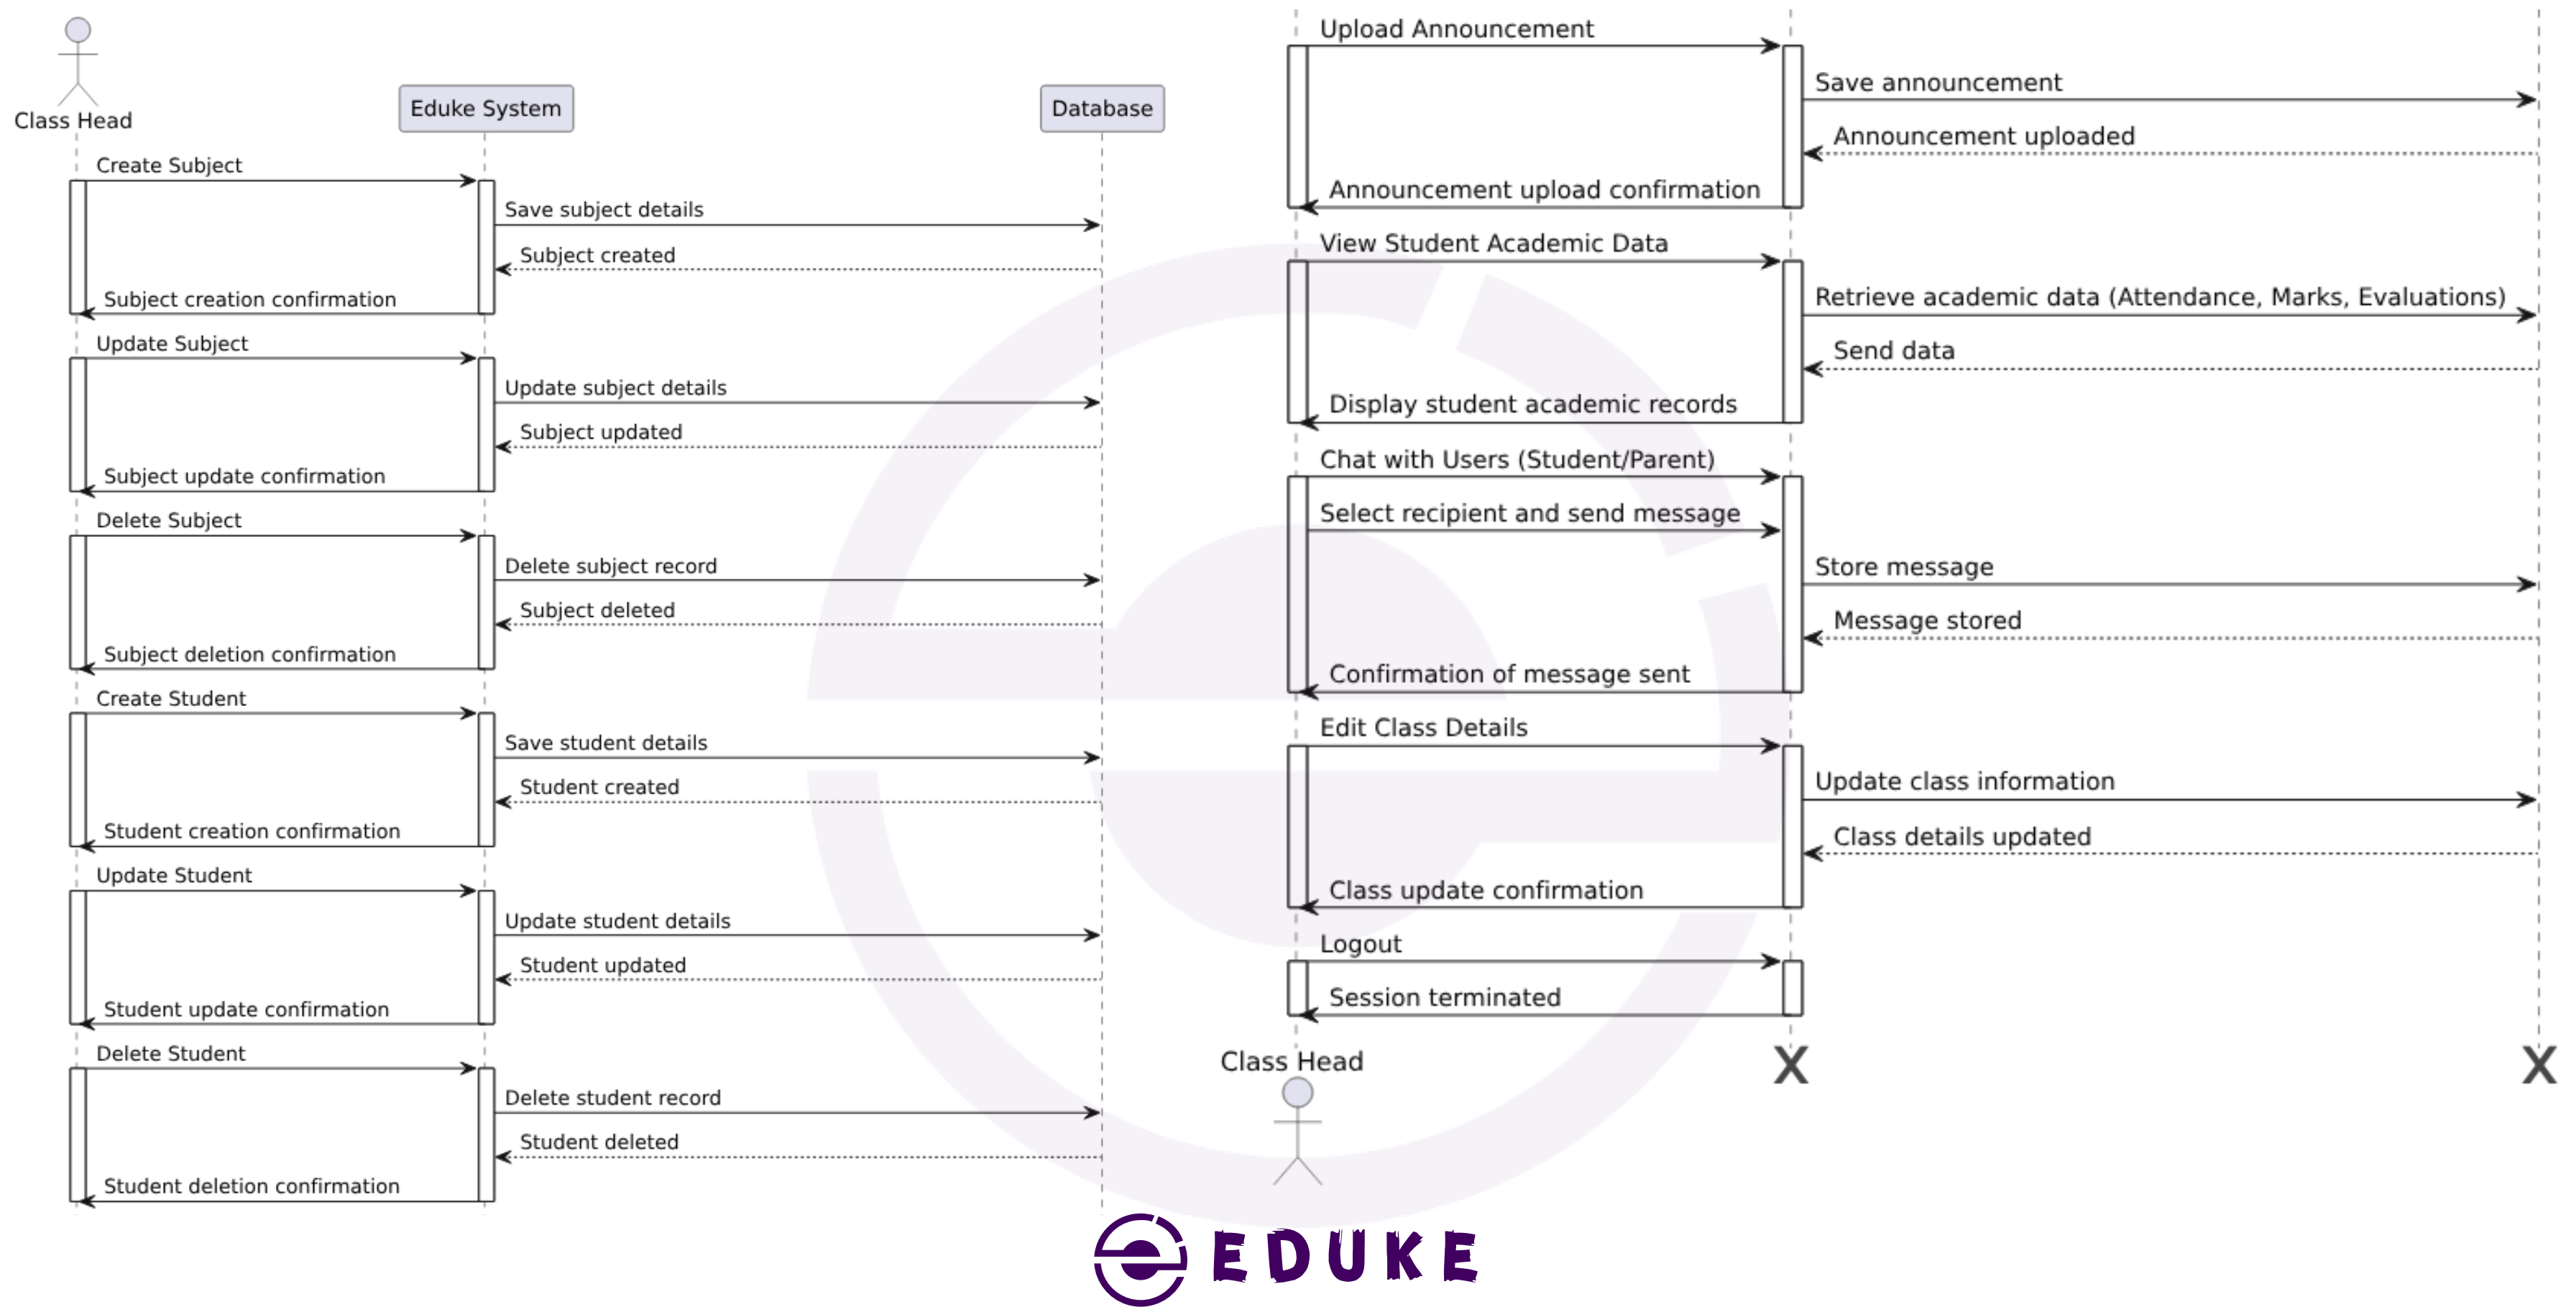 Class Head
Eduke System
Database
Create Subject
Save subject details
Subject created
Subject creation confirmation
Update Subject
Update subject details
Subject updated
Subject update confirmation
Delete Subject
Delete subject record
Subject deleted
Subject deletion confirmation
Create Student
Save student details
Student created
Student creation confirmation
Update Student
Update student details
Student updated
Student update confirmation
Delete Student
Delete student record
Student deleted
Student deletion confirmation
Upload Announcement
Save announcement
Announcement uploaded
Announcement upload confirmation
View Student Academic Data
Retrieve academic data (Attendance, Marks, Evaluations)
Send data
Display student academic records
Chat with Users (Student/Parent)
Select recipient and send message
Store message
Message stored
Confirmation of message sent
Edit Class Details
Update class information
Class details updated
Class update confirmation
Logout
Session terminated
Class Head
EDUKE